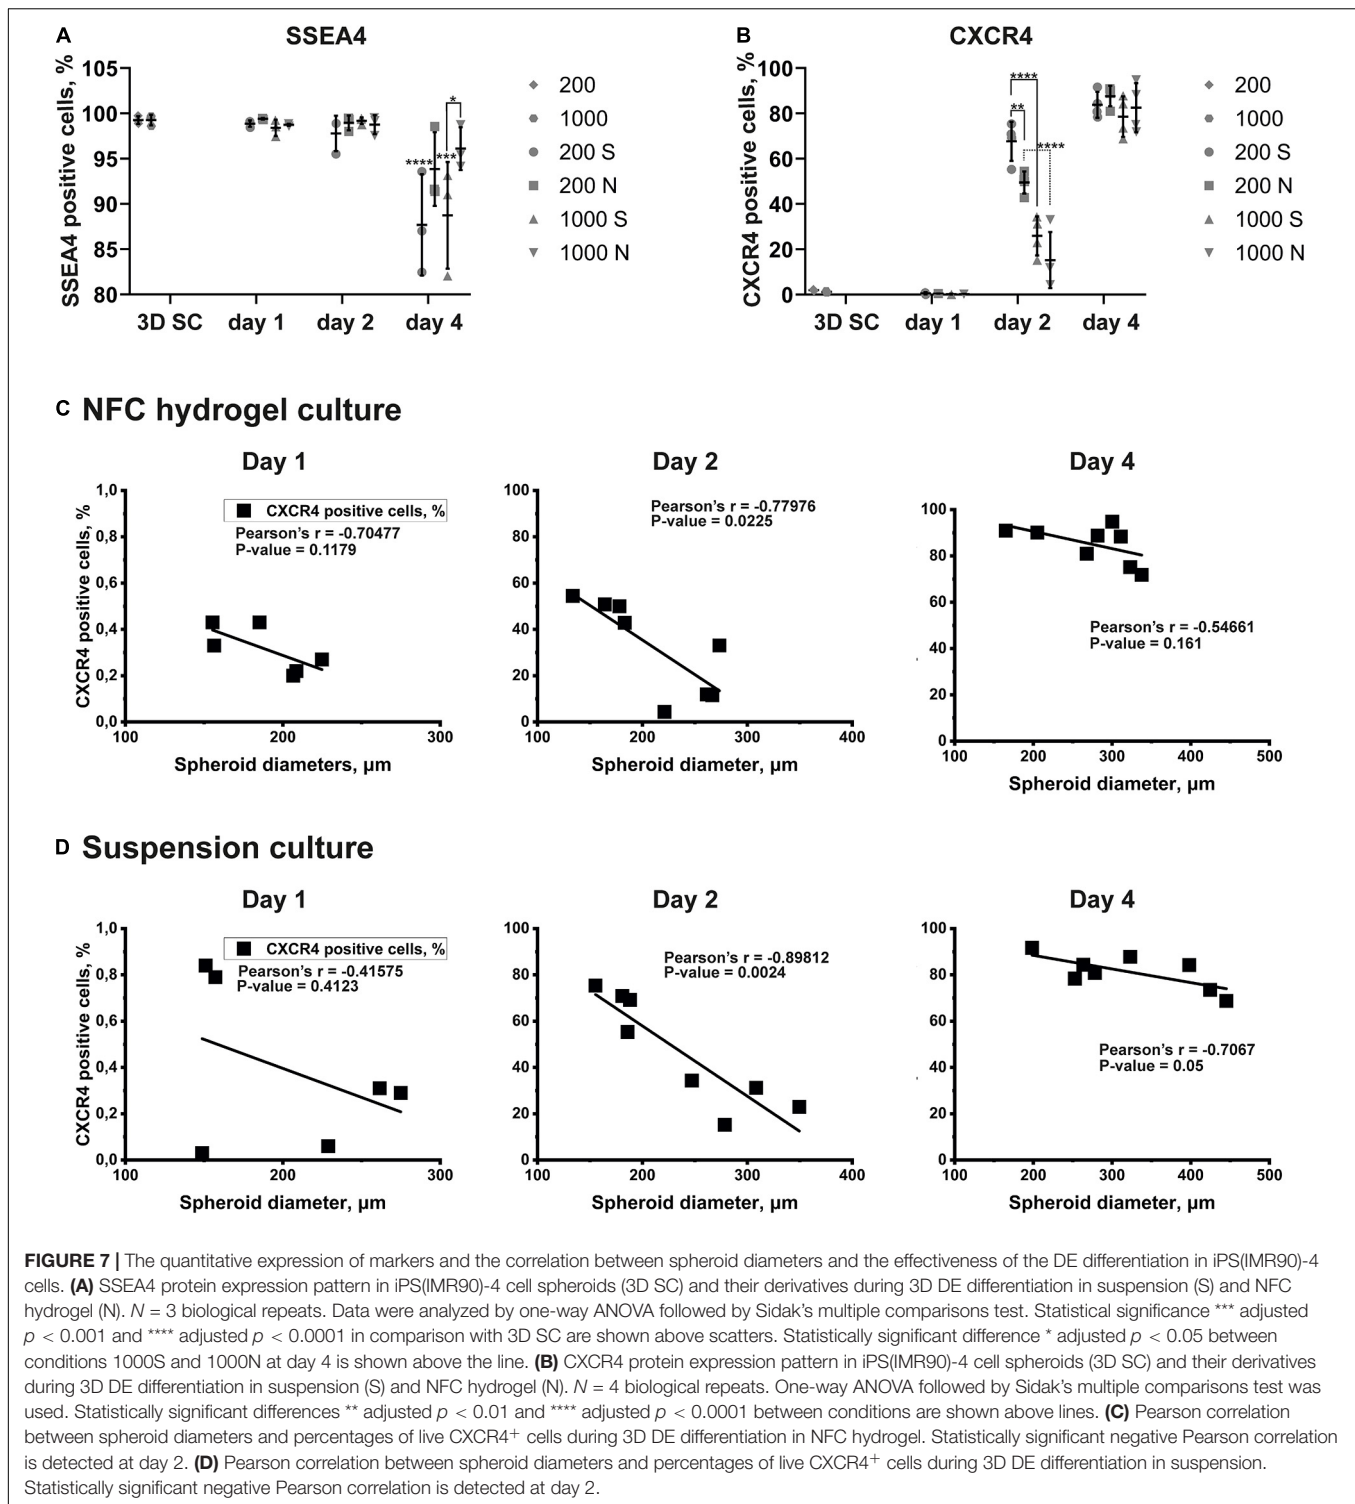 A SSEA4
SSEA4 positive cells, %
105
100
95
90
85
80
**** *** *
3D SC day 1 day 2 day 4
200
1000
200 S
200 N
1000 S
1000 N
B CXCR4
CXCR4 positive cells, %
100
80
60
40
20
0
****
**
****
3D SC day 1 day 2 day 4
200
1000
200 S
200 N
1000 S
1000 N
C NFC hydrogel culture
Day 1
CXCR4 positive cells, %
1,0
0,8
0,6
0,4
0,2
0,0
CXCR4 positive cells, %
Pearson's r = -0.70477
P-value = 0.1179
100 200 300
Spheroid diameters, µm
Day 2
100
80
60
40
20
0
Pearson's r = -0.77976
P-value = 0.0225
100 200 300 400
Spheroid diameter, µm
Day 4
100
80
60
40
20
0
Pearson's r = -0.54661
P-value = 0.161
100 200 300 400 500
Spheroid diameter, µm
D Suspension culture
Day 1
CXCR4 positive cells, %
1,0
0,8
0,6
0,4
0,2
0,0
CXCR4 positive cells, %
Pearson's r = -0.41575
P-value = 0.4123
100 200 300
Spheroid diameter, µm
Day 2
100
80
60
40
20
0
Pearson's r = -0.89812
P-value = 0.0024
100 200 300 400
Spheroid diameter, µm
Day 4
100
80
60
40
20
0
Pearson's r = -0.7067
P-value = 0.05
100 200 300 400 500
Spheroid diameter, µm
FIGURE 7 | The quantitative expression of markers and the correlation between spheroid diameters and the effectiveness of the DE differentiation in iPS(IMR90)-4
cells. (A) SSEA4 protein expression pattern in iPS(IMR90)-4 cell spheroids (3D SC) and their derivatives during 3D DE differentiation in suspension (S) and NFC
hydrogel (N). N = 3 biological repeats. Data were analyzed by one-way ANOVA followed by Sidak's multiple comparisons test. Statistical significance *** adjusted
p < 0.001 and **** adjusted p < 0.0001 in comparison with 3D SC are shown above scatters. Statistically significant difference * adjusted p < 0.05 between
conditions 1000S and 1000N at day 4 is shown above the line. (B) CXCR4 protein expression pattern in iPS(IMR90)-4 cell spheroids (3D SC) and their derivatives
during 3D DE differentiation in suspension (S) and NFC hydrogel (N). N = 4 biological repeats. One-way ANOVA followed by Sidak's multiple comparisons test was
used. Statistically significant differences ** adjusted p < 0.01 and **** adjusted p < 0.0001 between conditions are shown above lines. (C) Pearson correlation
between spheroid diameters and percentages of live CXCR4+ cells during 3D DE differentiation in NFC hydrogel. Statistically significant negative Pearson correlation
is detected at day 2. (D) Pearson correlation between spheroid diameters and percentages of live CXCR4+ cells during 3D DE differentiation in suspension.
Statistically significant negative Pearson correlation is detected at day 2.